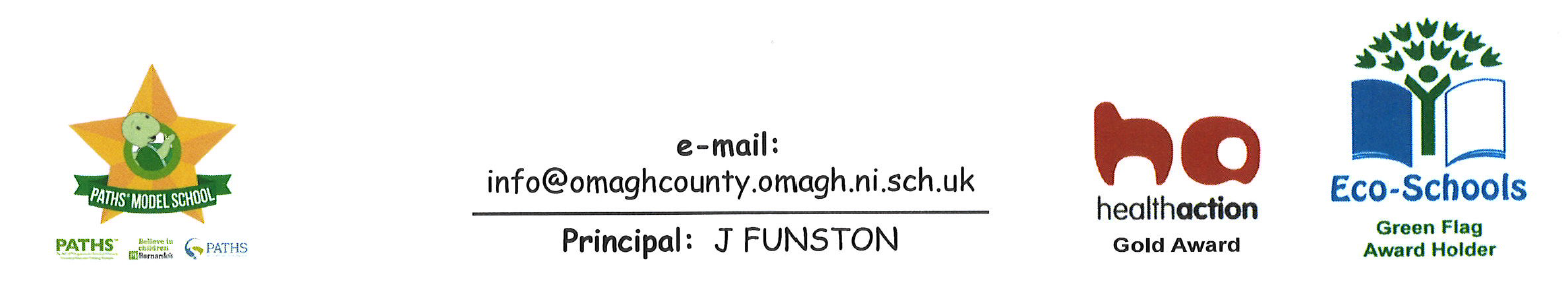 PATHS® MODEL SCHOOL
PATHS™
Believe in
children
Barnardo's
PATHS
e-mail:
info@omaghcounty.omagh.ni.sch.uk
Principal: J FUNSTON
ha
healthaction
Gold Award
Eco-Schools
Green Flag
Award Holder